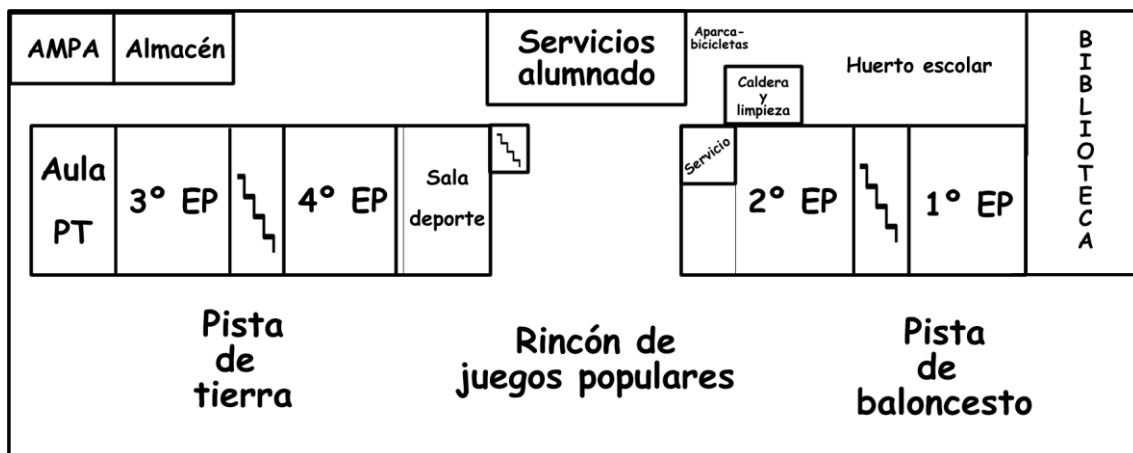 AMPA
Almacén
Servicios
alumnado
Aparca-
bicicletas
Caldera
y
limpieza
Huerto escolar
BIBLIOTECA
Aula
PT
3º EP
4º EP
Sala
deporte
Servicio
2º EP
1º EP
Pista
de
tierra
Rincón de
juegos populares
Pista
de
baloncesto